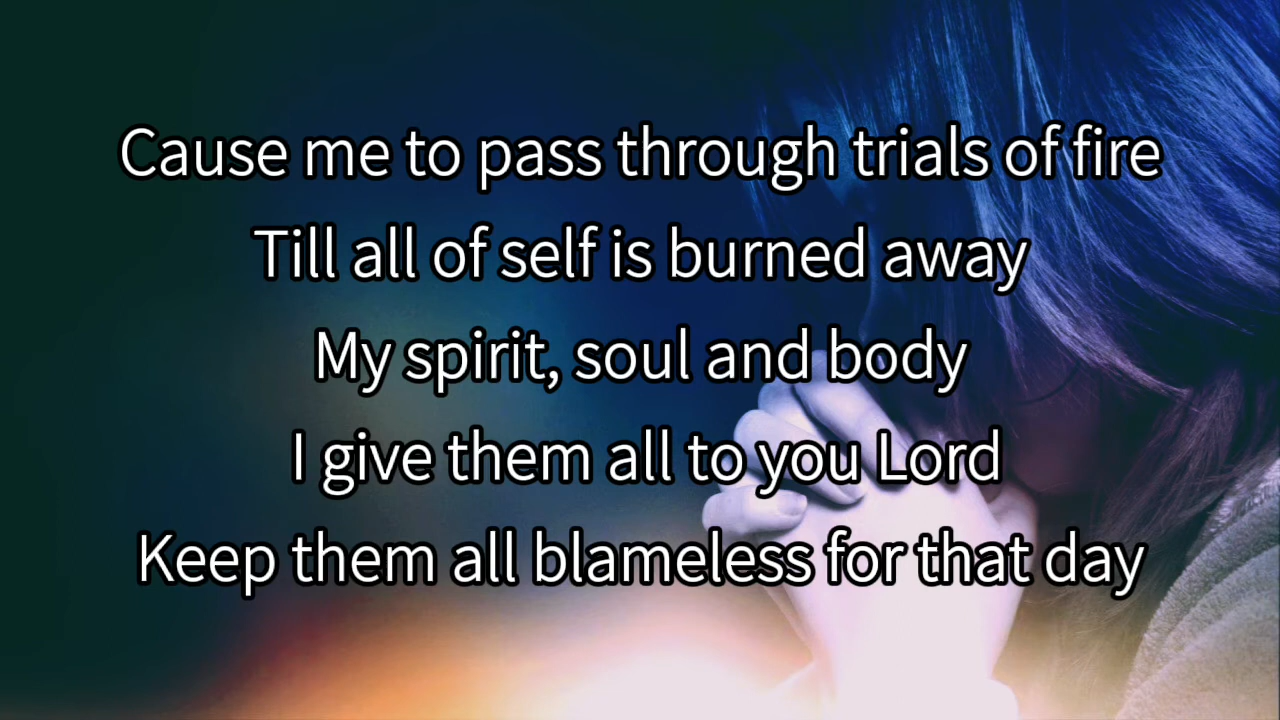 Cause me to pass through trials of fire
Till all of self is burned away
My spirit, soul and body
I give them all to you Lord
Keep them all blameless for that day